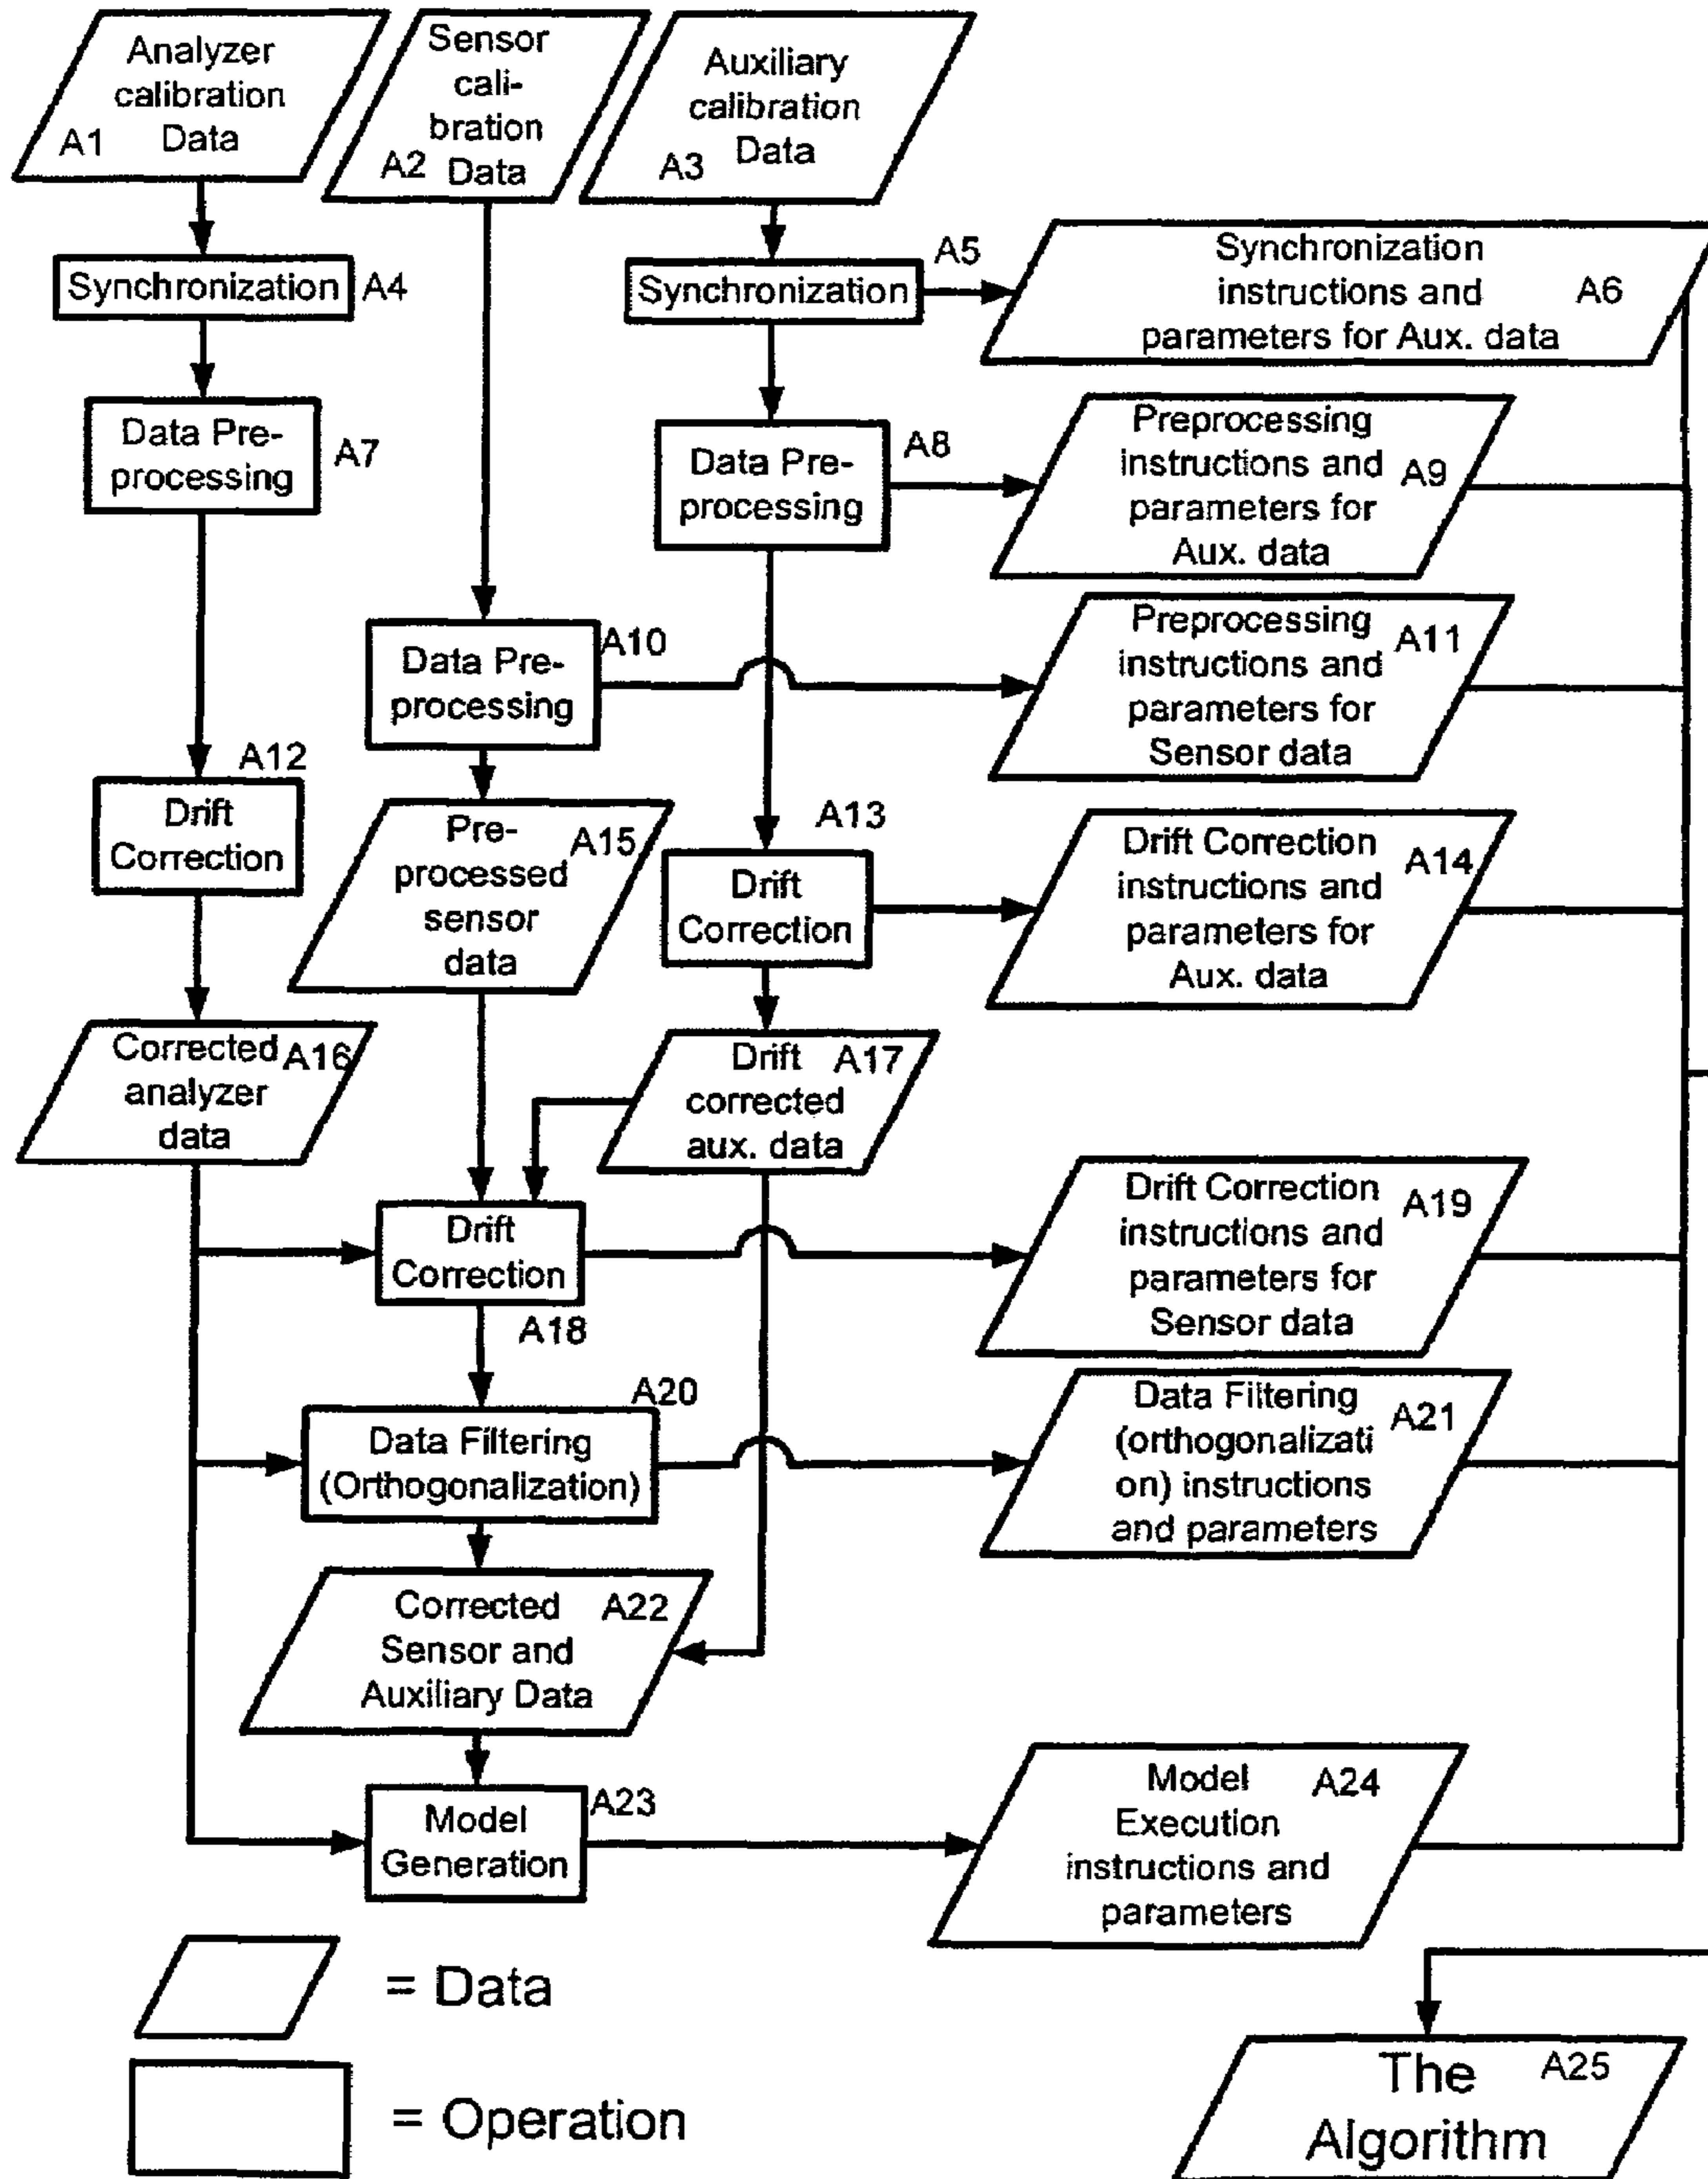 Analyzer
calibration
Data
A1
Sensor
cali-
bration
Data
A2
Auxiliary
calibration
Data
A3
Synchronization
A4
Synchronization
A5
Synchronization
instructions and
parameters for Aux. data
A6
Data Pre-
processing
A7
Data Pre-
processing
A8
Preprocessing
instructions and
parameters for
Aux. data
A9
Data Pre-
processing
A10
Preprocessing
instructions and
parameters for
Sensor data
A11
Drift
Correction
A12
Pre-
processed
sensor
data
A15
Drift
Correction
A13
Drift Correction
instructions and
parameters for
Aux. data
A14
Corrected
analyzer
data
A16
Drift
corrected
aux. data
A17
Drift
Correction
A18
Drift Correction
instructions and
parameters for
Sensor data
A19
Data Filtering
(Orthogonalization)
A20
Data Filtering
(orthogonalizati
on) instructions
and parameters
A21
Corrected
Sensor and
Auxiliary Data
A22
Model
Generation
A23
Model
Execution
instructions and
parameters
A24
= Data
= Operation
The
Algorithm
A25